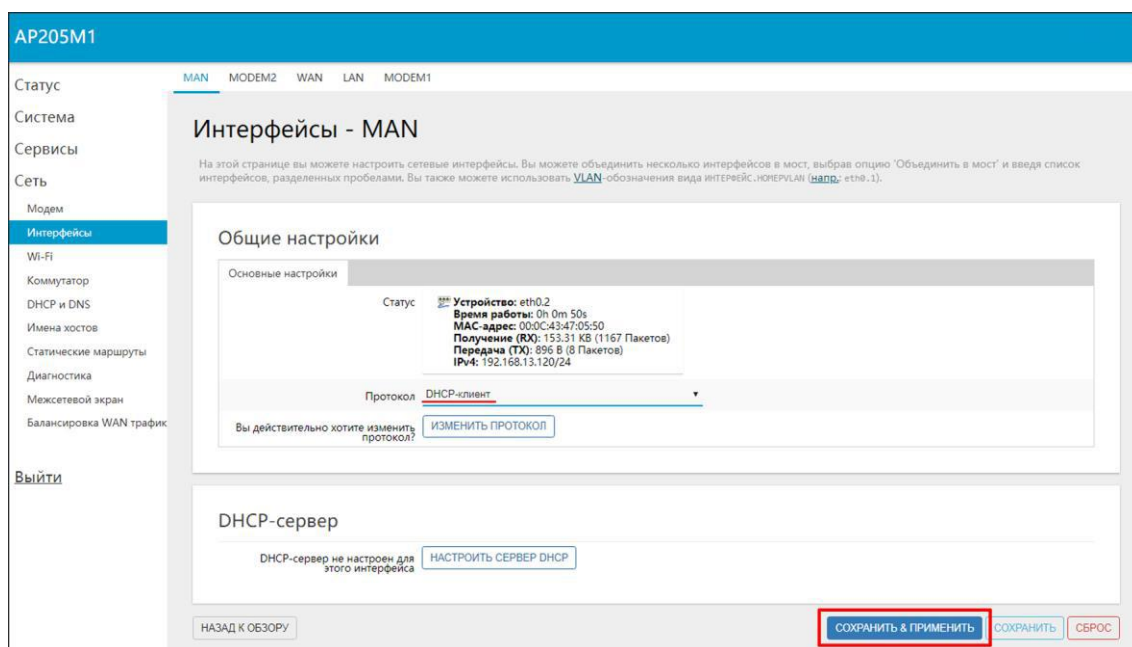 AP205M1
Статус
Система
Сервисы
Сеть
Модем
Интерфейсы
Wi-Fi
Коммутатор
DHCP и DNS
Имена хостов
Статические маршруты
Диагностика
Межсетевой экран
Балансировка WAN трафик
Выйти
MAN MODEM2 WAN LAN MODEM1
Интерфейсы - MAN
На этой странице вы можете настроить сетевые интерфейсы. Вы можете объединить несколько интерфейсов в мост, выбрав опцию 'Объединить в мост' и введя список
интерфейсов, разделенных пробелами. Вы также можете использовать VLAN-обозначения вида ИНТЕРФЕЙС.НОМЕРVLAN (напр.: eth0.1).
Общие настройки
Основные настройки
Статус
Устройство: eth0.2
Время работы: 0h 0m 50s
MAC-адрес: 00:0C:43:47:05:50
Получение (RX): 153.31 KB (1167 Пакетов)
Передача (TX): 896 B (8 Пакетов)
IPv4: 192.168.13.120/24
Протокол DHCP-клиент
Вы действительно хотите изменить
протокол?
ИЗМЕНИТЬ ПРОТОКОЛ
DHCP-сервер
DHCP-сервер не настроен для
этого интерфейса
НАСТРОИТЬ СЕРВЕР DHCP
НАЗАД К ОБЗОРУ СОХРАНИТЬ & ПРИМЕНИТЬ СОХРАНИТЬ СБРОС